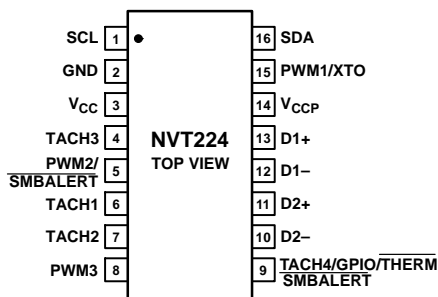 SCL 1 16 SDA
GND 2 15 PWM1/XTO
VCC 3 14 VCCP
TACH3 4 NVT224 13 D1+
PWM2/ TOP VIEW 12 D1–
SMBALERT 5
TACH1 6 11 D2+
TACH2 7 10 D2–
PWM3 8 9 TACH4/GPIO/THERM
SMBALERT